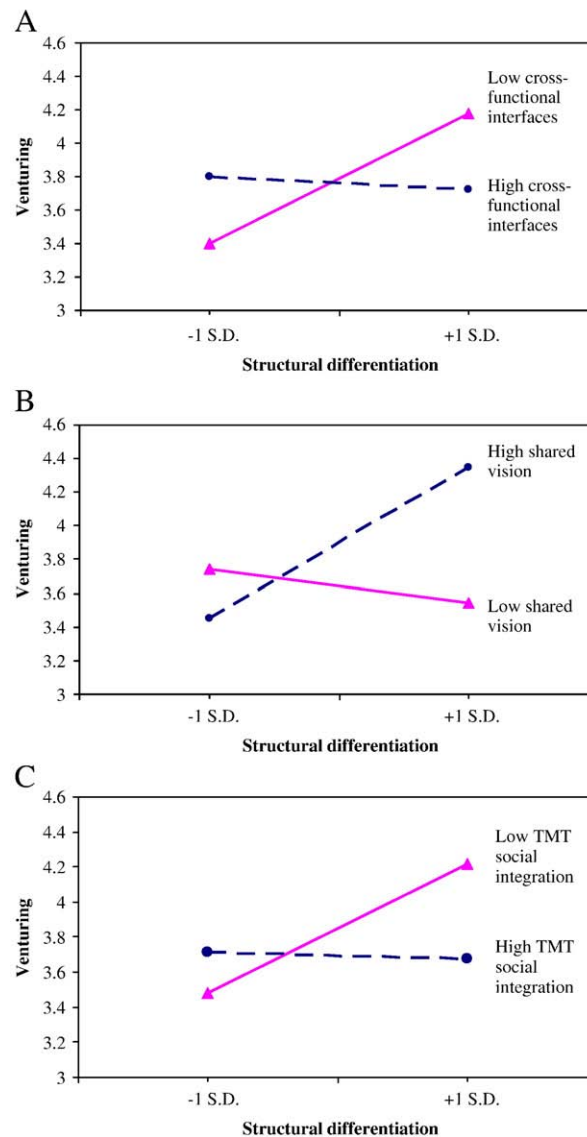 A
4.6
4.4
4.2
4
3.8
3.6
3.4
3.2
3
Venturing
Low cross-
functional
interfaces
High cross-
functional
interfaces
-1 S.D.
+1 S.D.
Structural differentiation
B
4.6
4.4
4.2
4
3.8
3.6
3.4
3.2
3
Venturing
High shared
vision
Low shared
vision
-1 S.D.
+1 S.D.
Structural differentiation
C
4.6
4.4
4.2
4
3.8
3.6
3.4
3.2
3
Venturing
Low TMT
social
integration
High TMT
social
integration
-1 S.D.
+1 S.D.
Structural differentiation